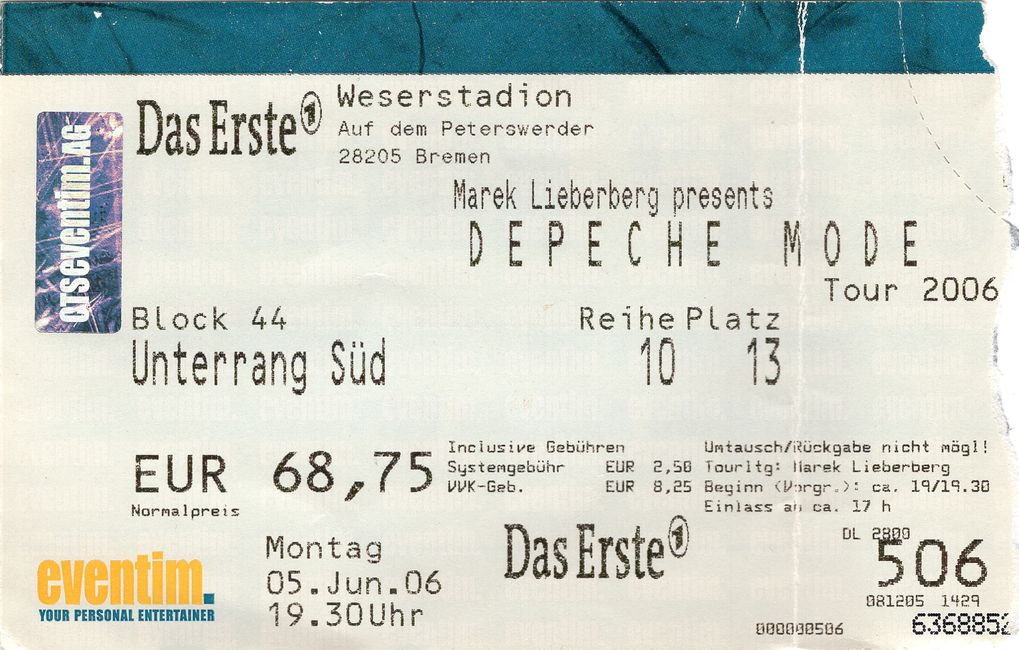 Das Erste 1
Weserstadion
Auf dem Peterswerder
28205 Bremen
CTSeventim.AG
Marek Lieberberg presents
DEPECHE MODE
Tour 2006
Block 44
Reihe Platz
Unterrang Süd
10 13
EUR 68,75
Normalpreis
Inclusive Gebühren
Systemgebühr EUR 2,50
VVK-Geb. EUR 8,25
Umtausch/Rückgabe nicht mögl!
Tourltg: Marek Lieberberg
Beginn (Vorgr.): ca. 19/19.30
Einlass ab ca. 17 h
eventim.
YOUR PERSONAL ENTERTAINER
Montag
05.Jun.06
19.30Uhr
Das Erste 1
DL 2800
506
081205 1429
000000506
6368852